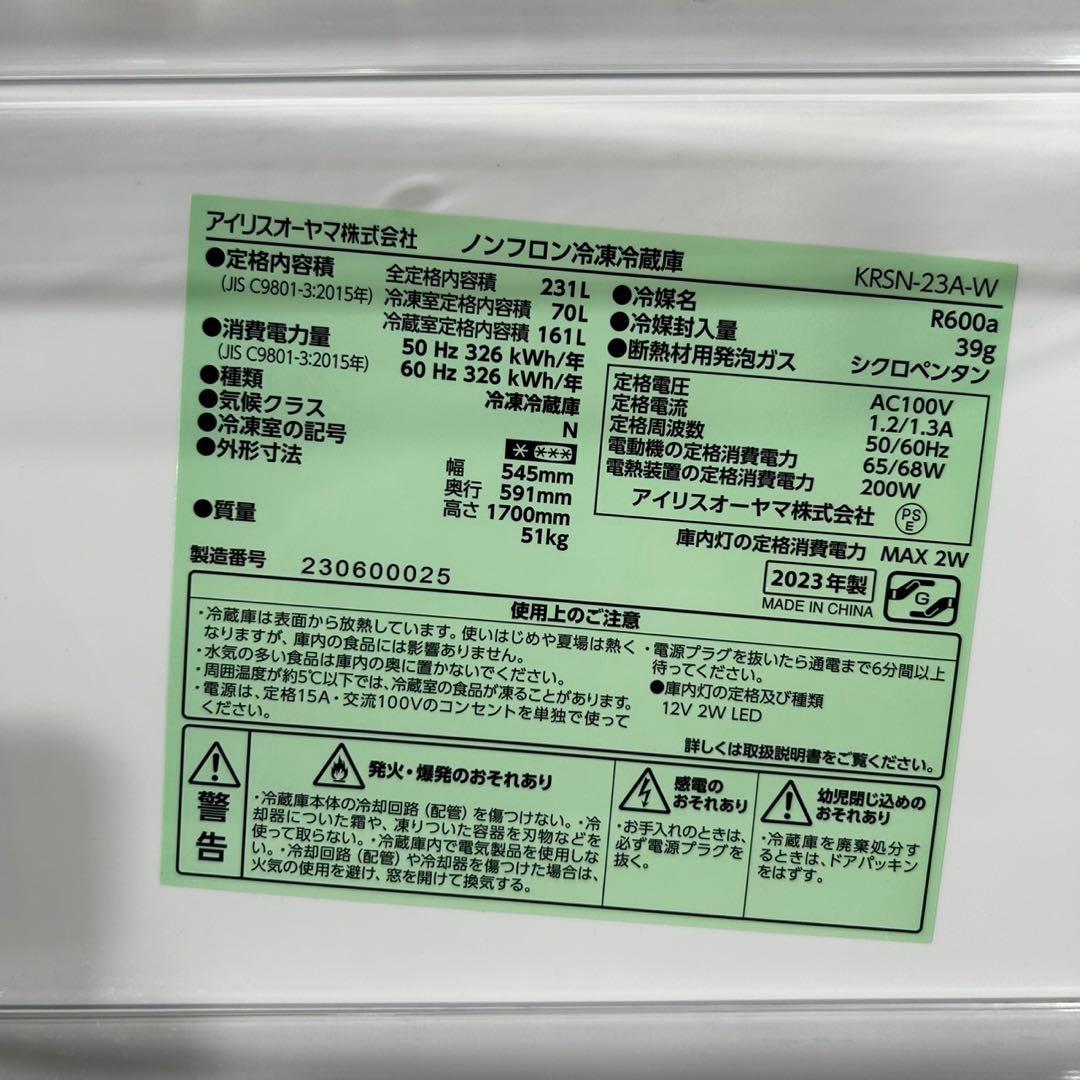 アイリスオーヤマ株式会社 ノンフロン冷凍冷蔵庫 KRSN-23A-W
●定格内容積 全定格内容積 231L
(JIS C9801-3:2015年) 冷凍室定格内容積 70L
冷蔵室定格内容積 161L
●消費電力量 50 Hz 326 kWh/年
(JIS C9801-3:2015年) 60 Hz 326 kWh/年
●種類 冷凍冷蔵庫
●気候クラス N
●冷凍室の記号
●外形寸法 幅 545mm
奥行 591mm
高さ 1700mm
●質量 51kg
製造番号 230600025
●冷媒名 R600a
●冷媒封入量 39g
●断熱材用発泡ガス シクロペンタン
定格電圧 AC100V
定格電流 1.2/1.3A
定格周波数 50/60Hz
電動機の定格消費電力 65/68W
電熱装置の定格消費電力 200W
アイリスオーヤマ株式会社 PS E
庫内灯の定格消費電力 MAX 2W
2023年製
MADE IN CHINA
G
使用上のご注意
・冷蔵庫は表面から放熱しています。使いはじめや夏場は熱く
なりますが、庫内の食品には影響ありません。
・水気の多い食品は庫内の奥に置かないでください。
・周囲温度が約5℃以下では、冷蔵室の食品が凍ることがあります。
・電源は、定格15A・交流100Vのコンセントを単独で使って
ください。
・電源プラグを抜いたら通電まで6分間以上
待ってください。
●庫内灯の定格及び種類
12V 2W LED
詳しくは取扱説明書をご覧ください。
警告
発火・爆発のおそれあり
・冷蔵庫本体の冷却回路（配管）を傷つけない。・冷
却器についた霜や、凍りついた容器を刃物などを
使って取らない。・冷蔵庫内で電気製品を使用しな
い。・冷却回路（配管）や冷却器を傷つけた場合は、
火気の使用を避け、窓を開けて換気する。
感電の
おそれあり
・お手入れのときは、
必ず電源プラグを
抜く。
幼児閉じ込めの
おそれあり
・冷蔵庫を廃棄処分
するときは、ドアパッキン
をはずす。